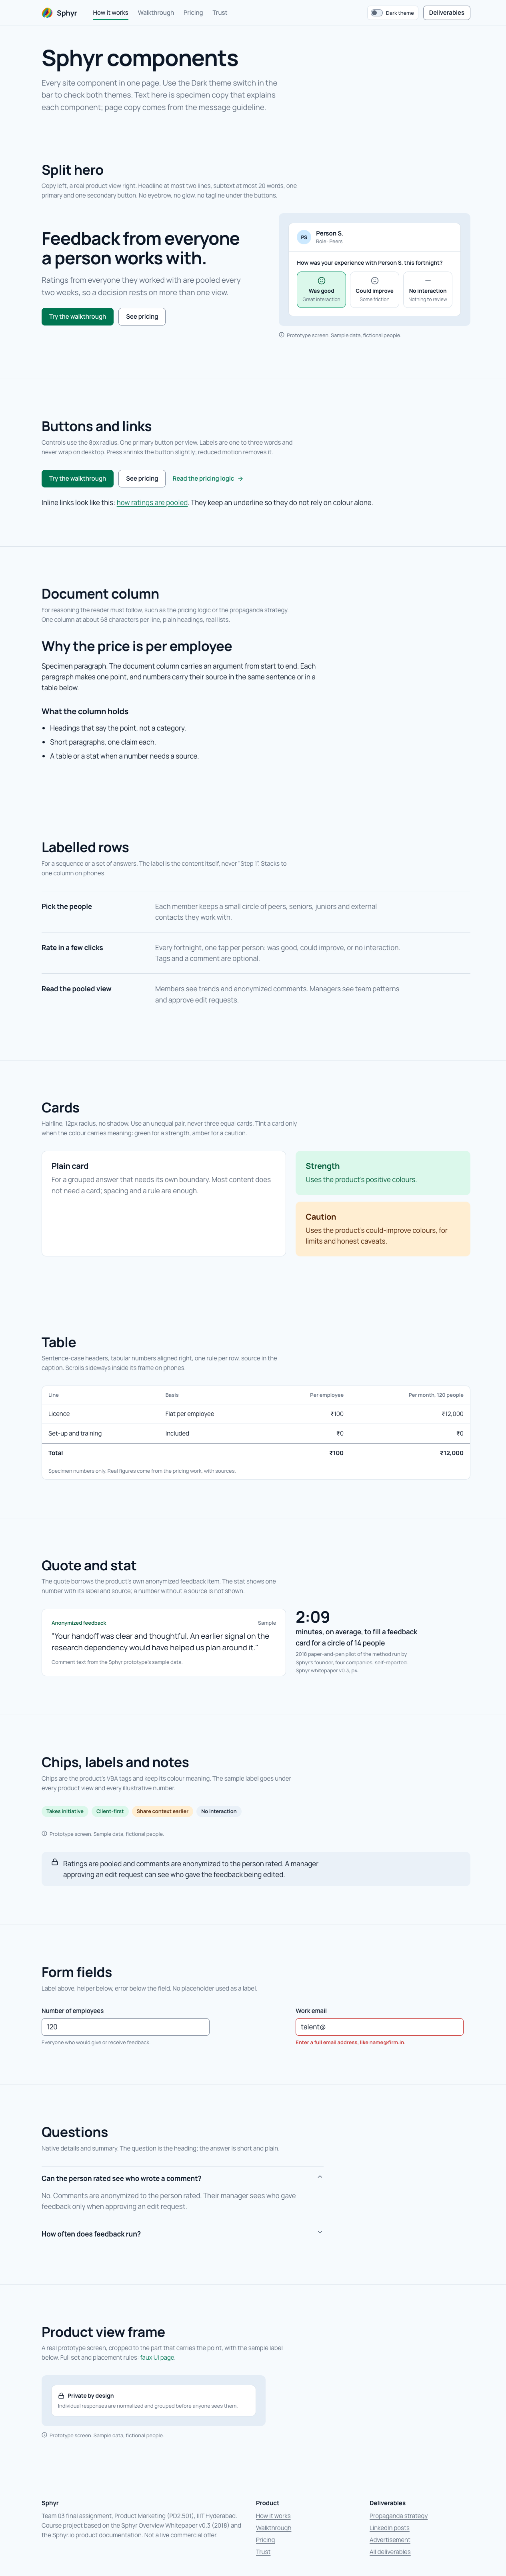 Sphyr
How it works
Walkthrough
Pricing
Trust
Dark theme
Deliverables
Sphyr components
Every site component in one page. Use the Dark theme switch in the
bar to check both themes. Text here is specimen copy that explains
each component; page copy comes from the message guideline.
Split hero
Copy left, a real product view right. Headline at most two lines, subtext at most 20 words, one
primary and one secondary button. No eyebrow, no glow, no tagline under the buttons.
Feedback from everyone
a person works with.
Ratings from everyone they worked with are pooled every
two weeks, so a decision rests on more than one view.
Try the walkthrough
See pricing
PS
Person S.
Role · Peers
How was your experience with Person S. this fortnight?
Was good
Great interaction
Could improve
Some friction
No interaction
Nothing to review
Prototype screen. Sample data, fictional people.
Buttons and links
Controls use the 8px radius. One primary button per view. Labels are one to three words and
never wrap on desktop. Press shrinks the button slightly; reduced motion removes it.
Try the walkthrough
See pricing
Read the pricing logic →
Inline links look like this: how ratings are pooled. They keep an underline so they do not rely on colour alone.
Document column
For reasoning the reader must follow, such as the pricing logic or the propaganda strategy.
One column at about 68 characters per line, plain headings, real lists.
Why the price is per employee
Specimen paragraph. The document column carries an argument from start to end. Each
paragraph makes one point, and numbers carry their source in the same sentence or in a
table below.
What the column holds
• Headings that say the point, not a category.
• Short paragraphs, one claim each.
• A table or a stat when a number needs a source.
Labelled rows
For a sequence or a set of answers. The label is the content itself, never "Step 1". Stacks to
one column on phones.
Pick the people
Each member keeps a small circle of peers, seniors, juniors and external
contacts they work with.
Rate in a few clicks
Every fortnight, one tap per person: was good, could improve, or no interaction.
Tags and a comment are optional.
Read the pooled view
Members see trends and anonymized comments. Managers see team patterns
and approve edit requests.
Cards
Hairline, 12px radius, no shadow. Use an unequal pair, never three equal cards. Tint a card only
when the colour carries meaning: green for a strength, amber for a caution.
Plain card
For a grouped answer that needs its own boundary. Most content does
not need a card; spacing and a rule are enough.
Strength
Uses the product's positive colours.
Caution
Uses the product's could-improve colours, for
limits and honest caveats.
Table
Sentence-case headers, tabular numbers aligned right, one rule per row, source in the
caption. Scrolls sideways inside its frame on phones.
Line
Basis
Per employee
Per month, 120 people
Licence
Flat per employee
₹100
₹12,000
Set-up and training
Included
₹0
₹0
Total
₹100
₹12,000
Specimen numbers only. Real figures come from the pricing work, with sources.
Quote and stat
The quote borrows the product's own anonymized feedback item. The stat shows one
number with its label and source; a number without a source is not shown.
Anonymized feedback
Sample
"Your handoff was clear and thoughtful. An earlier signal on the
research dependency would have helped us plan around it."
Comment text from the Sphyr prototype's sample data.
2:09
minutes, on average, to fill a feedback
card for a circle of 14 people
2018 paper-and-pen pilot of the method run by
Sphyr's founder, four companies, self-reported.
Sphyr whitepaper v0.3, p4.
Chips, labels and notes
Chips are the product's VBA tags and keep its colour meaning. The sample label goes under
every product view and every illustrative number.
Takes initiative
Client-first
Share context earlier
No interaction
Prototype screen. Sample data, fictional people.
Ratings are pooled and comments are anonymized to the person rated. A manager
approving an edit request can see who gave the feedback being edited.
Form fields
Label above, helper below, error below the field. No placeholder used as a label.
Number of employees
120
Everyone who would give or receive feedback.
Work email
talent@
Enter a full email address, like name@firm.in.
Questions
Native details and summary. The question is the heading; the answer is short and plain.
Can the person rated see who wrote a comment?
No. Comments are anonymized to the person rated. Their manager sees who gave
feedback only when approving an edit request.
How often does feedback run?
Product view frame
A real prototype screen, cropped to the part that carries the point, with the sample label
below. Full set and placement rules: faux UI page.
Private by design
Individual responses are normalized and grouped before anyone sees them.
Prototype screen. Sample data, fictional people.
Sphyr
Team 03 final assignment, Product Marketing (PD2 501), IIIT Hyderabad.
Course project based on the Sphyr Overview Whitepaper v0.3 (2018) and
the Sphyr.io product documentation. Not a live commercial offer.
Product
How it works
Walkthrough
Pricing
Trust
Deliverables
Propaganda strategy
LinkedIn posts
Advertisement
All deliverables